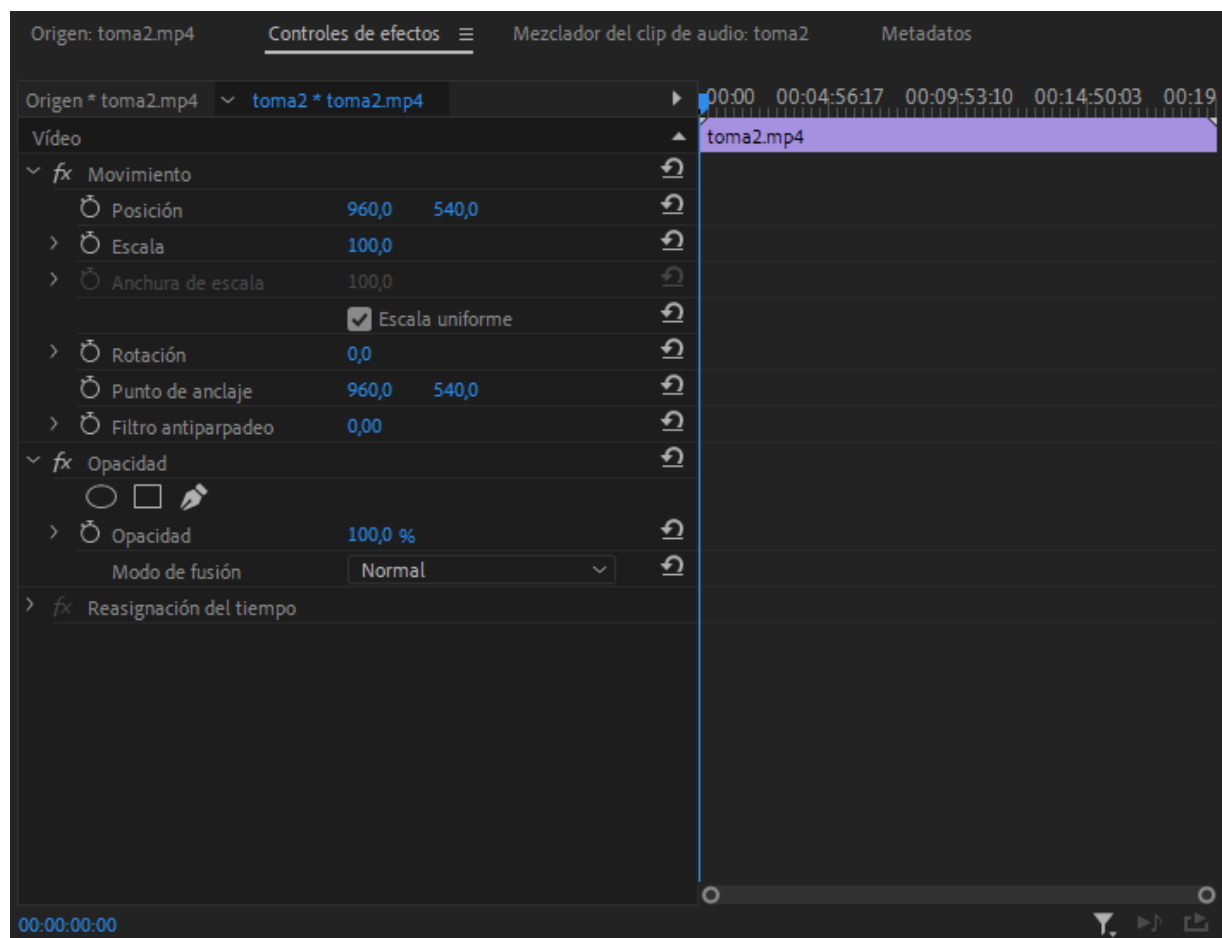 Origen: toma2.mp4 Controles de efectos Mezclador del clip de audio: toma2 Metadatos
Origen * toma2.mp4 toma2 * toma2.mp4 00:00 00:04:56:17 00:09:53:10 00:14:50:03 00:19
Vídeo toma2.mp4
fx Movimiento
Posición 960,0 540,0
Escala 100,0
Anchura de escala 100,0
Escala uniforme
Rotación 0,0
Punto de anclaje 960,0 540,0
Filtro antiparpadeo 0,00
fx Opacidad
Opacidad 100,0 %
Modo de fusión Normal
fx Reasignación del tiempo
00:00:00:00